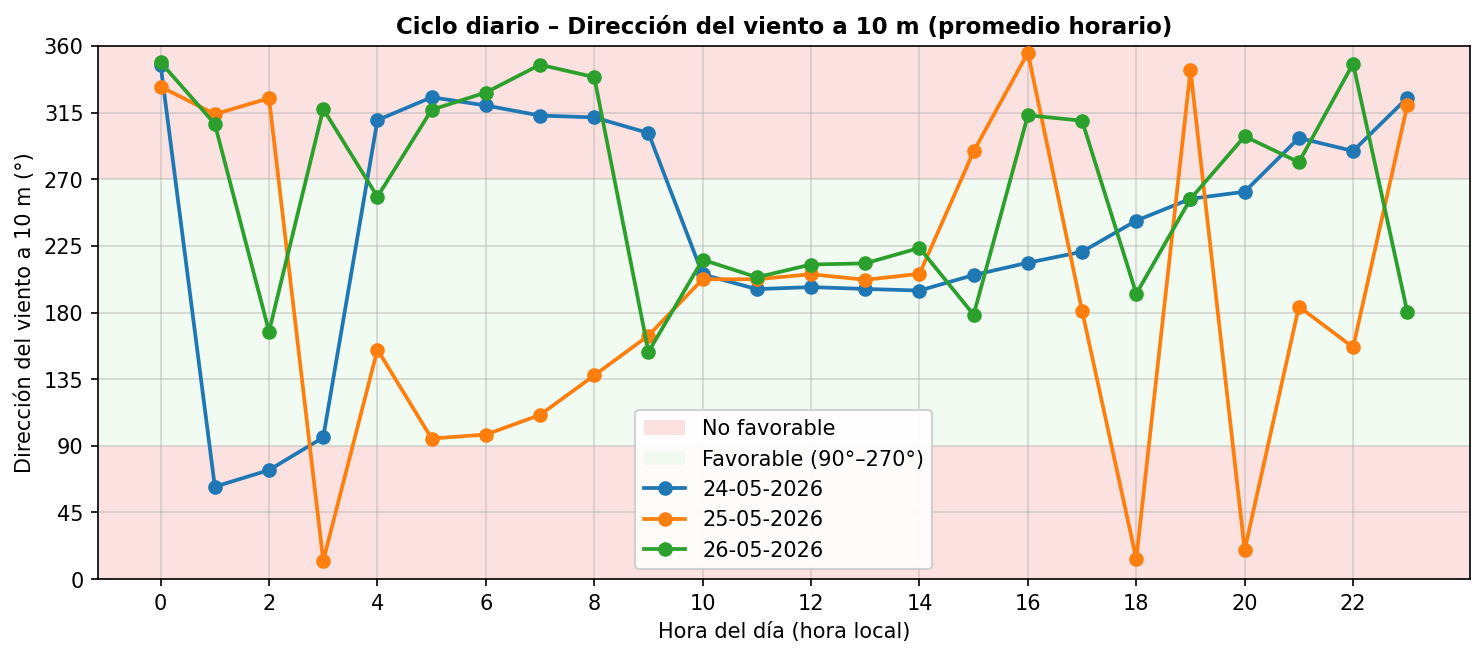 Ciclo diario – Dirección del viento a 10 m (promedio horario)
Dirección del viento a 10 m (°)
360
315
270
225
180
135
90
45
0
No favorable
Favorable (90°–270°)
24-05-2026
25-05-2026
26-05-2026
0 2 4 6 8 10 12 14 16 18 20 22
Hora del día (hora local)